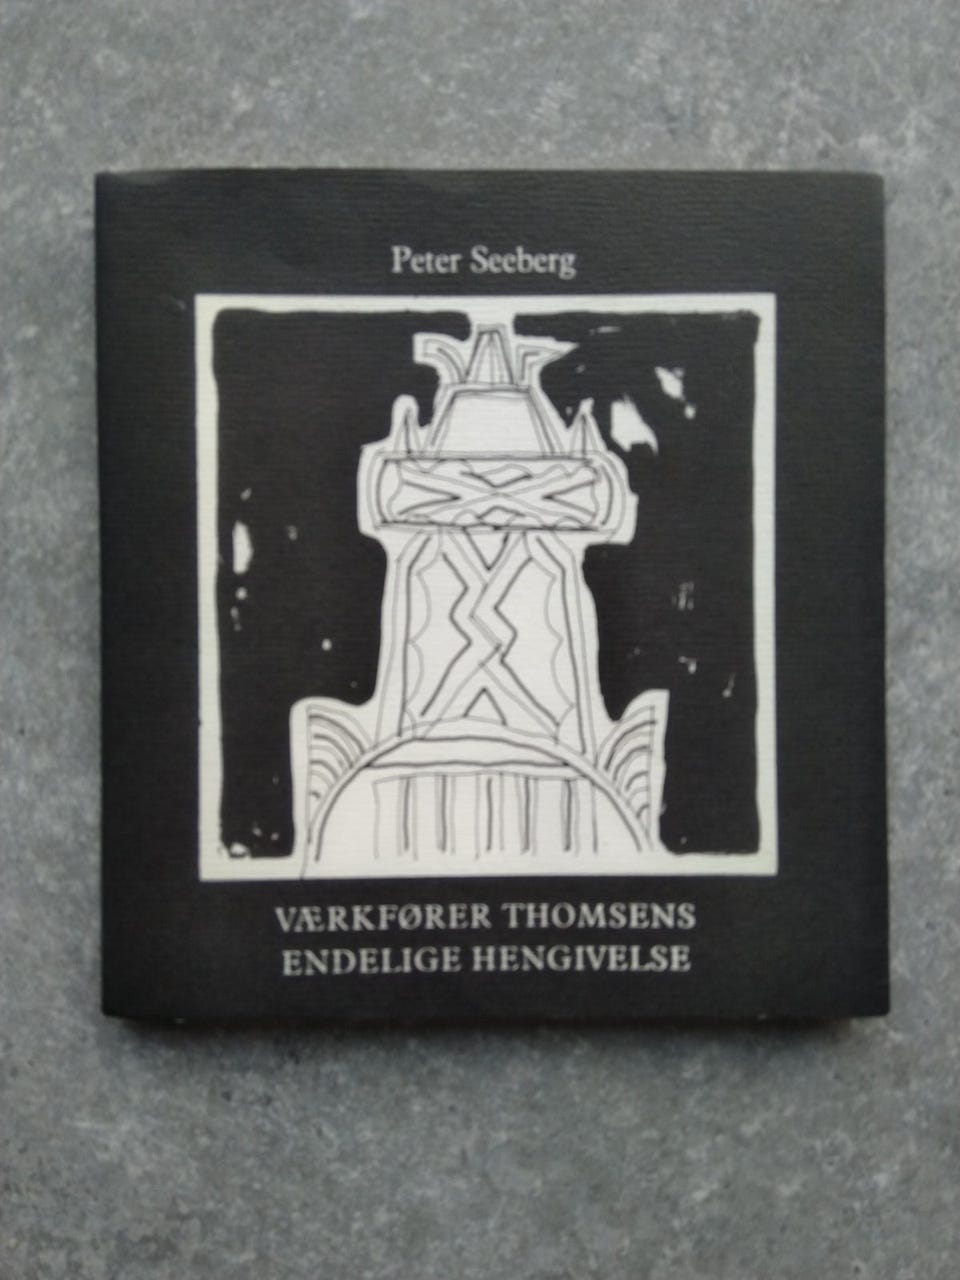 Peter Seeberg
VÆRKFØRER THOMSENS
ENDELIGE HENGIVELSE